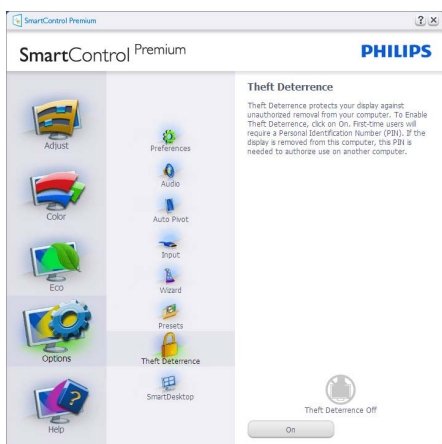 SmartControl Premium
SmartControl Premium
PHILIPS
Adjust
Color
Eco
Options
Help
Preferences
Audio
Auto Pivot
Input
Wizard
Presets
Theft Deterrence
SmartDesktop
Theft Deterrence
Theft Deterrence protects your display against
unauthorized removal from your computer. To Enable
Theft Deterrence, click on On. First-time users will
require a Personal Identification Number (PIN). If the
display is removed from this computer, this PIN is
needed to authorize use on another computer.
Theft Deterrence Off
On